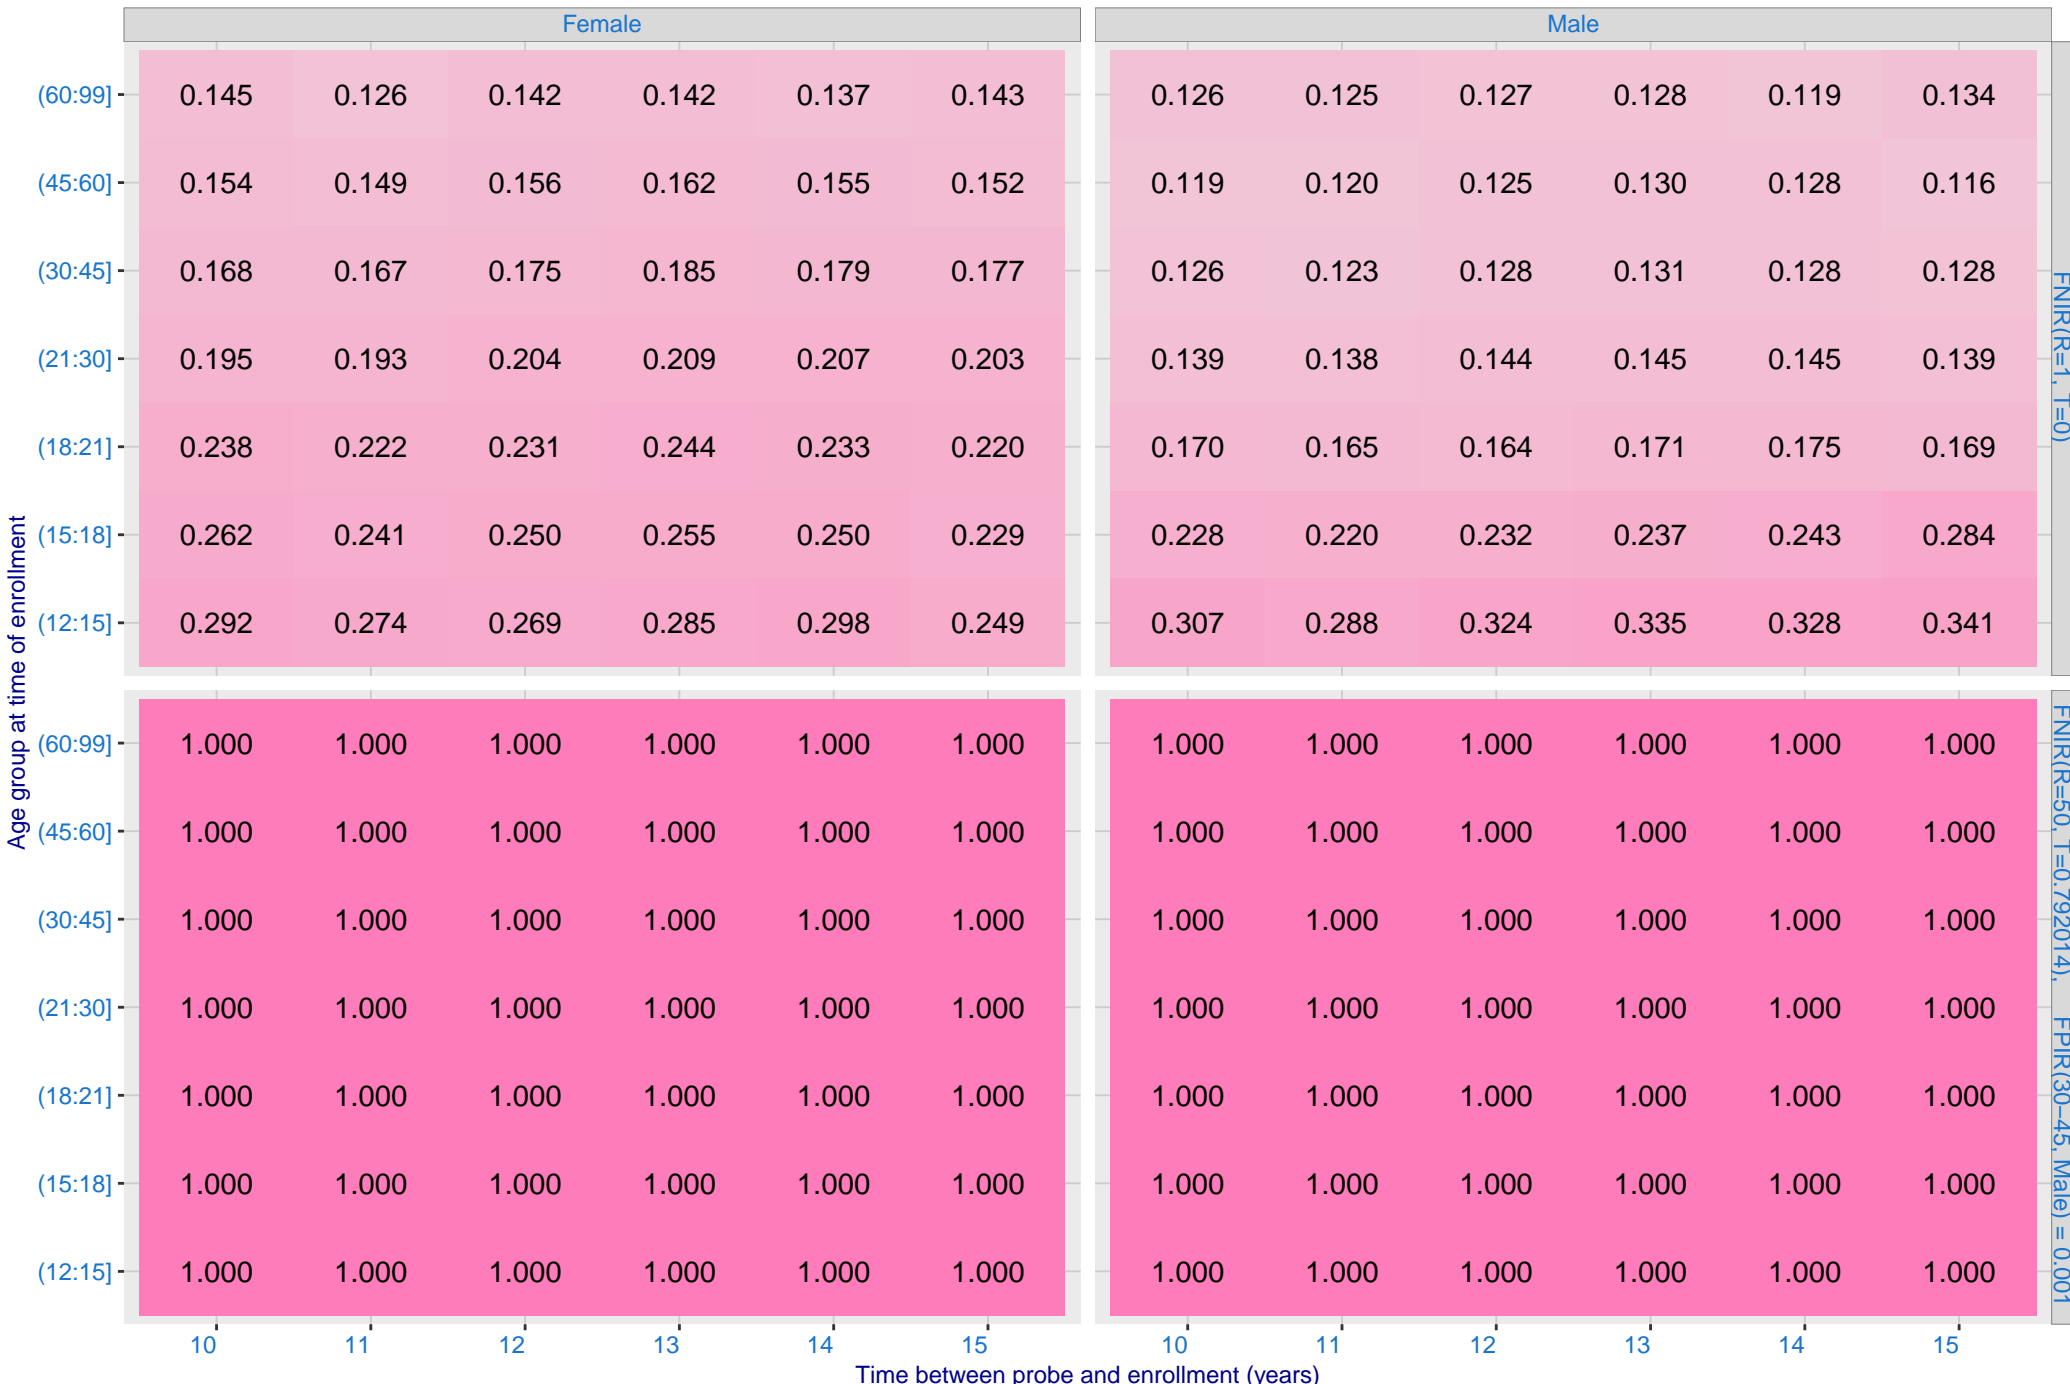 Female Male
(60:99] 0.145 0.126 0.142 0.142 0.137 0.143 0.126 0.125 0.127 0.128 0.119 0.134
(45:60] 0.154 0.149 0.156 0.162 0.155 0.152 0.119 0.120 0.125 0.130 0.128 0.116
(30:45] 0.168 0.167 0.175 0.185 0.179 0.177 0.126 0.123 0.128 0.131 0.128 0.128
(21:30] 0.195 0.193 0.204 0.209 0.207 0.203 0.139 0.138 0.144 0.145 0.145 0.139
(18:21] 0.238 0.222 0.231 0.244 0.233 0.220 0.170 0.165 0.164 0.171 0.175 0.169
(15:18] 0.262 0.241 0.250 0.255 0.250 0.229 0.228 0.220 0.232 0.237 0.243 0.284
(12:15] 0.292 0.274 0.269 0.285 0.298 0.249 0.307 0.288 0.324 0.335 0.328 0.341
FNIR(R=1, T=0)
(60:99] 1.000 1.000 1.000 1.000 1.000 1.000 1.000 1.000 1.000 1.000 1.000 1.000
(45:60] 1.000 1.000 1.000 1.000 1.000 1.000 1.000 1.000 1.000 1.000 1.000 1.000
(30:45] 1.000 1.000 1.000 1.000 1.000 1.000 1.000 1.000 1.000 1.000 1.000 1.000
(21:30] 1.000 1.000 1.000 1.000 1.000 1.000 1.000 1.000 1.000 1.000 1.000 1.000
(18:21] 1.000 1.000 1.000 1.000 1.000 1.000 1.000 1.000 1.000 1.000 1.000 1.000
(15:18] 1.000 1.000 1.000 1.000 1.000 1.000 1.000 1.000 1.000 1.000 1.000 1.000
(12:15] 1.000 1.000 1.000 1.000 1.000 1.000 1.000 1.000 1.000 1.000 1.000 1.000
FNIR(R=50, T=0.792014), FPIR(30−45, Male) = 0.001
10 11 12 13 14 15 10 11 12 13 14 15
Time between probe and enrollment (years)
Age group at time of enrollment